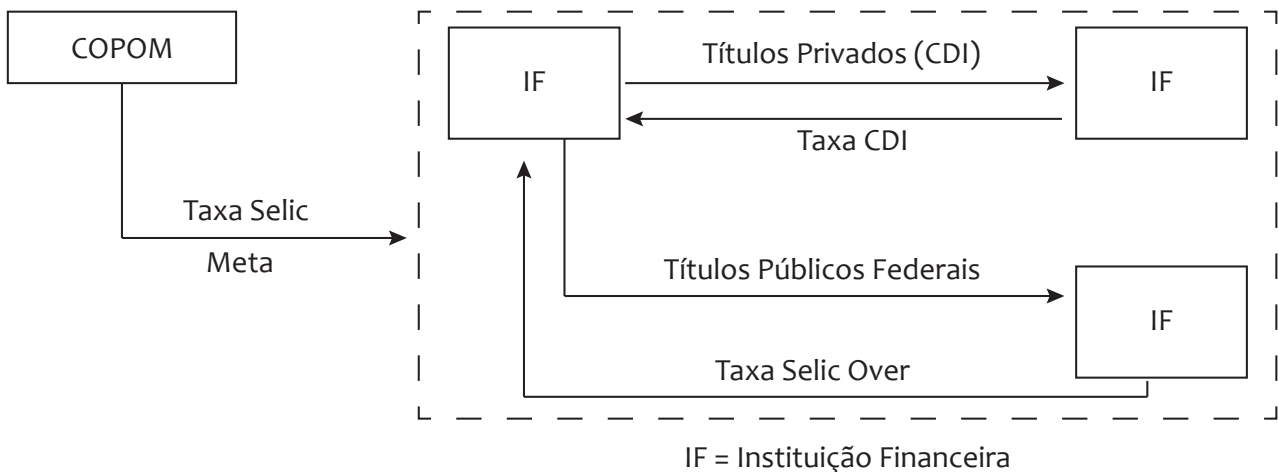 COPOM
Taxa Selic
Meta
IF
Títulos Privados (CDI)
Taxa CDI
IF
Títulos Públicos Federais
IF
Taxa Selic Over
IF = Instituição Financeira